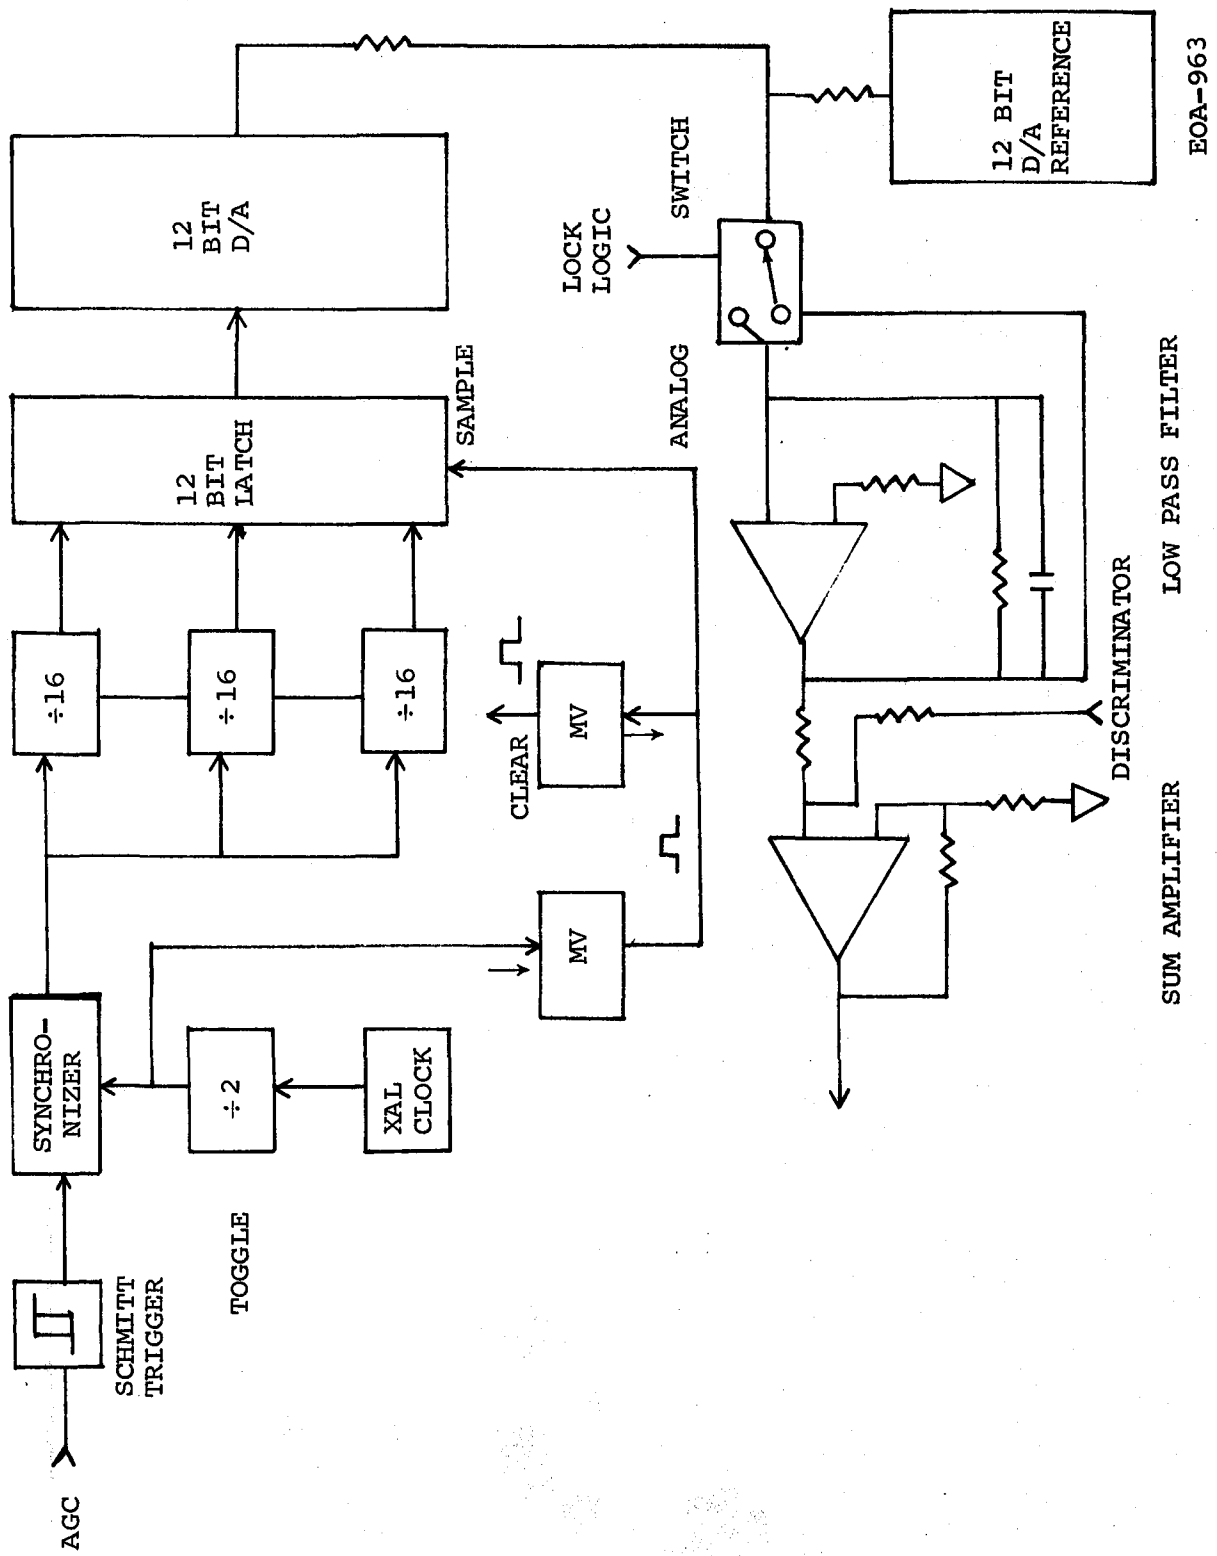 AGC
SCHMITT
TRIGGER
SYNCHRO-
NIZER
TOGGLE
÷2
XAL
CLOCK
÷16
÷16
÷16
12
BIT
LATCH
SAMPLE
12
BIT
D/A
MV
MV
CLEAR
LOCK
LOGIC
ANALOG SWITCH
12 BIT
D/A
REFERENCE
DISCRIMINATOR
SUM AMPLIFIER
LOW PASS FILTER
EOA-963